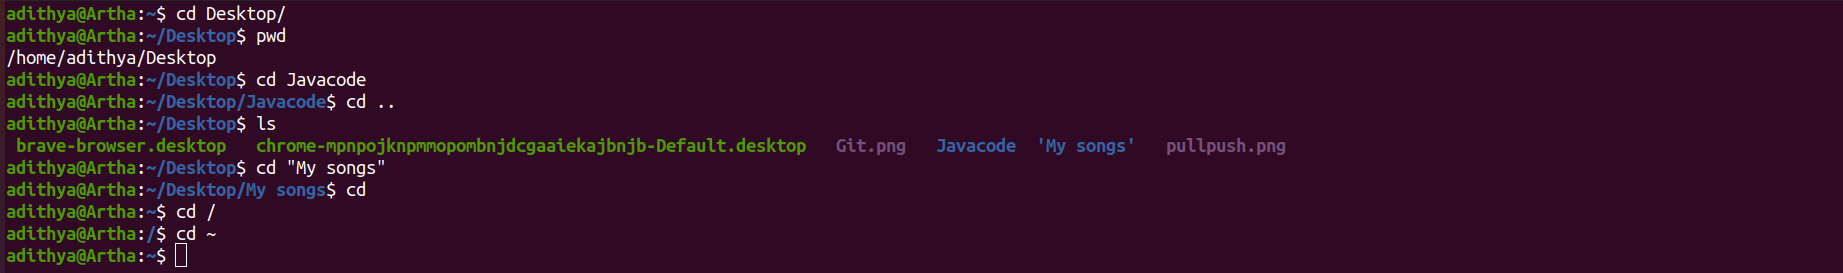 adithya@Artha:~$ cd Desktop/
adithya@Artha:~/Desktop$ pwd
/home/adithya/Desktop
adithya@Artha:~/Desktop$ cd Javacode
adithya@Artha:~/Desktop/Javacode$ cd ..
adithya@Artha:~/Desktop$ ls
brave-browser.desktop   chrome-mpnpojknpmmopombnjdcgaaiekajbnjb-Default.desktop   Git.png   Javacode  'My songs'   pullpush.png
adithya@Artha:~/Desktop$ cd "My songs"
adithya@Artha:~/Desktop/My songs$ cd
adithya@Artha:~$ cd /
adithya@Artha:/$ cd ~
adithya@Artha:~$